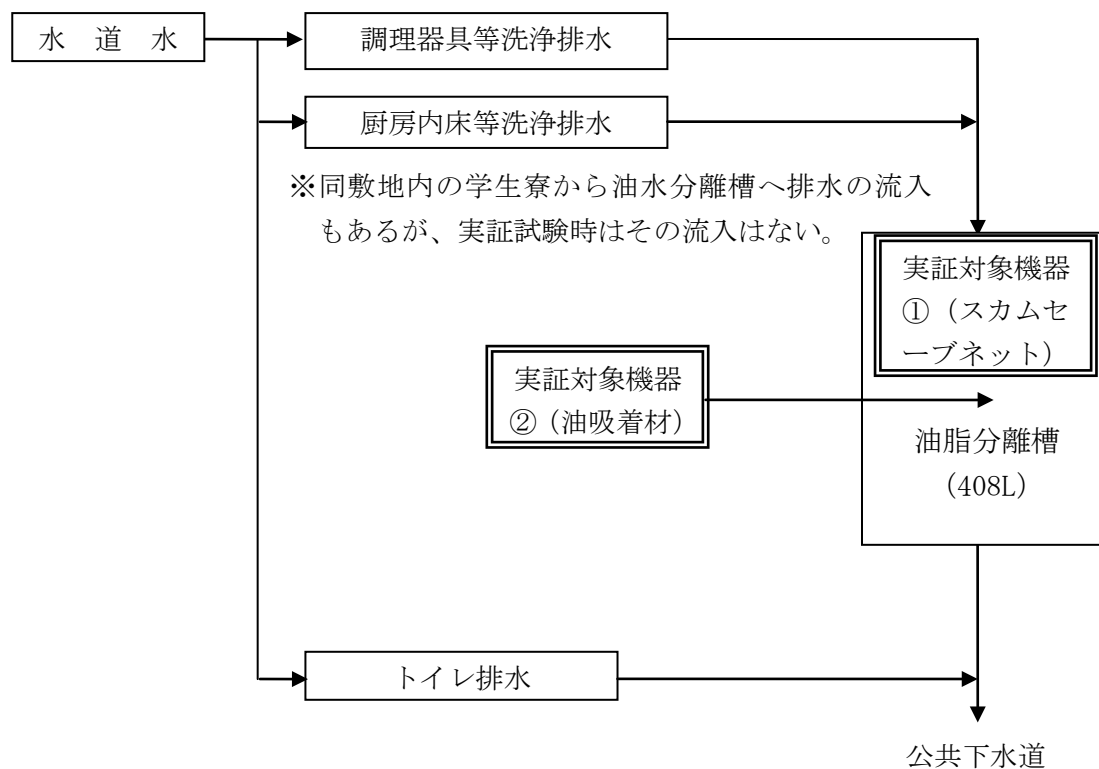 水 道 水
調理器具等洗浄排水
厨房内床等洗浄排水
※同敷地内の学生寮から油水分離槽へ排水の流入
もあるが、実証試験時はその流入はない。
実証対象機器
①（スカムセ
ーブネット）
実証対象機器
②（油吸着材）
油脂分離槽
（408L）
トイレ排水
公共下水道